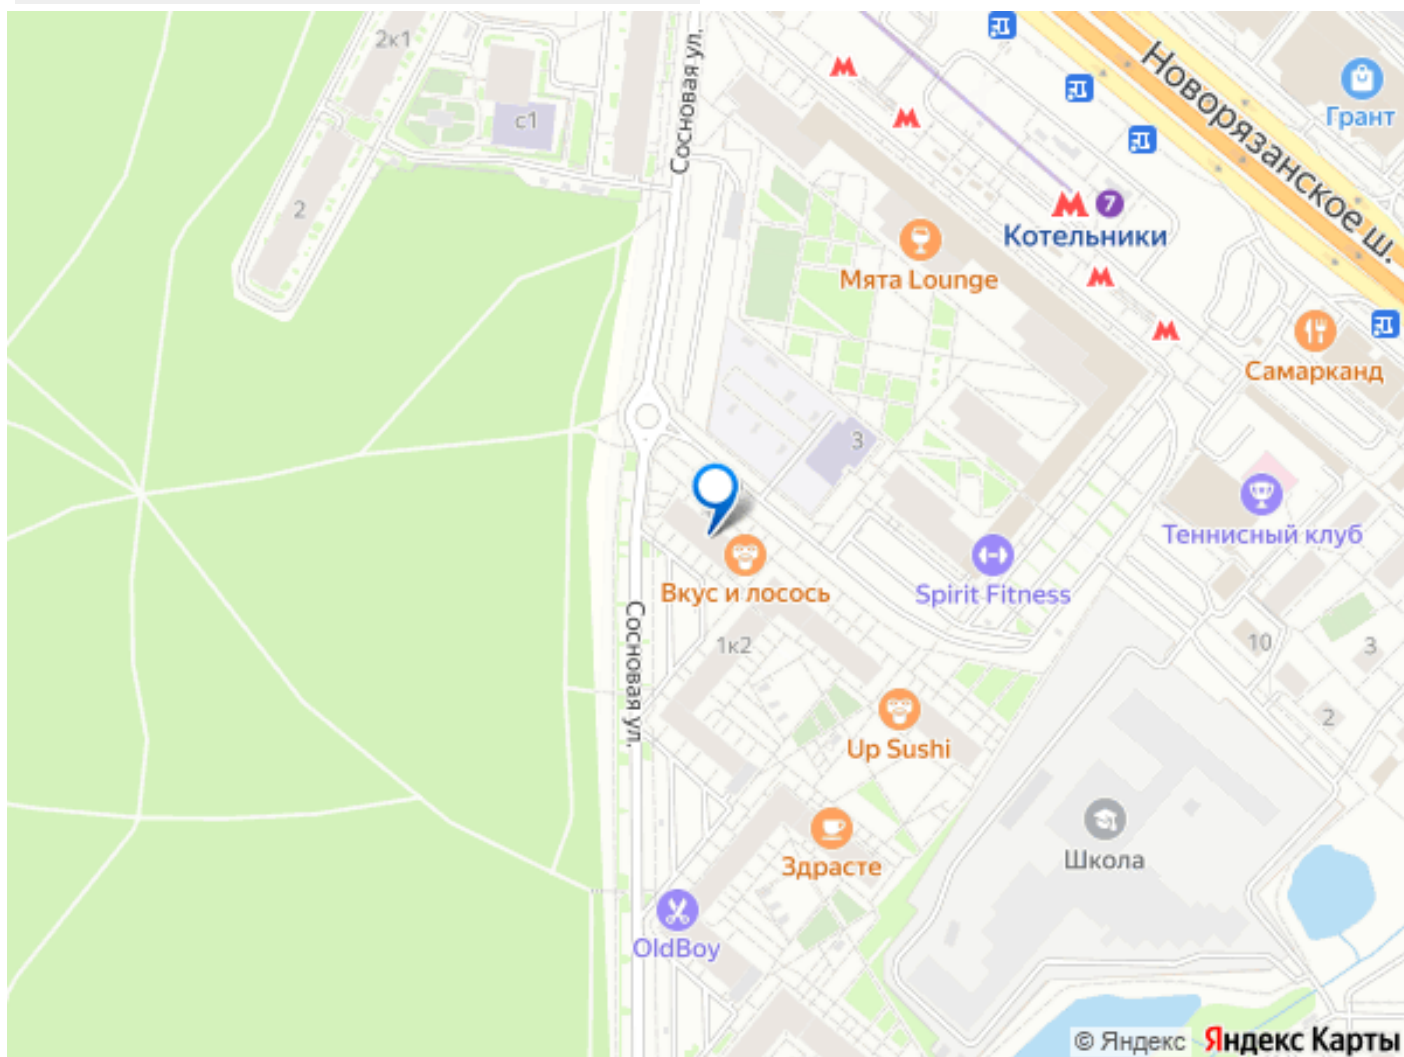 2к1
с1
2
Сосновая ул.
Новорязанское ш.
Грант
7
Котельники
Мята Lounge
Самарканд
3
Теннисный клуб
Вкус и лосось
Spirit Fitness
Сосновая ул.
1к2
10
3
2
Up Sushi
Здрасте
Школа
OldBoy
© Яндекс Яндекс Карты